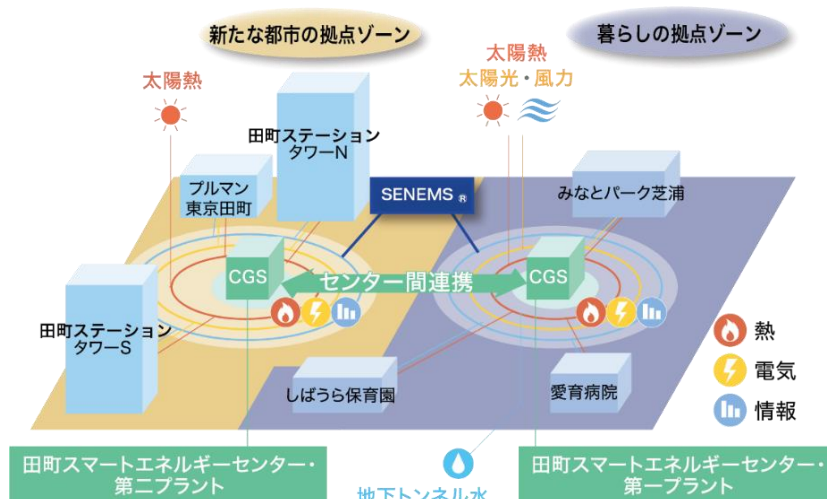 新たな都市の拠点ゾーン
暮らしの拠点ゾーン
太陽熱
太陽熱
太陽光・風力
田町ステーション
タワーN
プルマン
東京田町
SENEMS ®
みなとパーク芝浦
CGS
センター間連携
CGS
田町ステーション
タワーS
しばうら保育園
愛育病院
熱
電気
情報
田町スマートエネルギーセンター・
第二プラント
地下トンネル水
田町スマートエネルギーセンター・
第一プラント